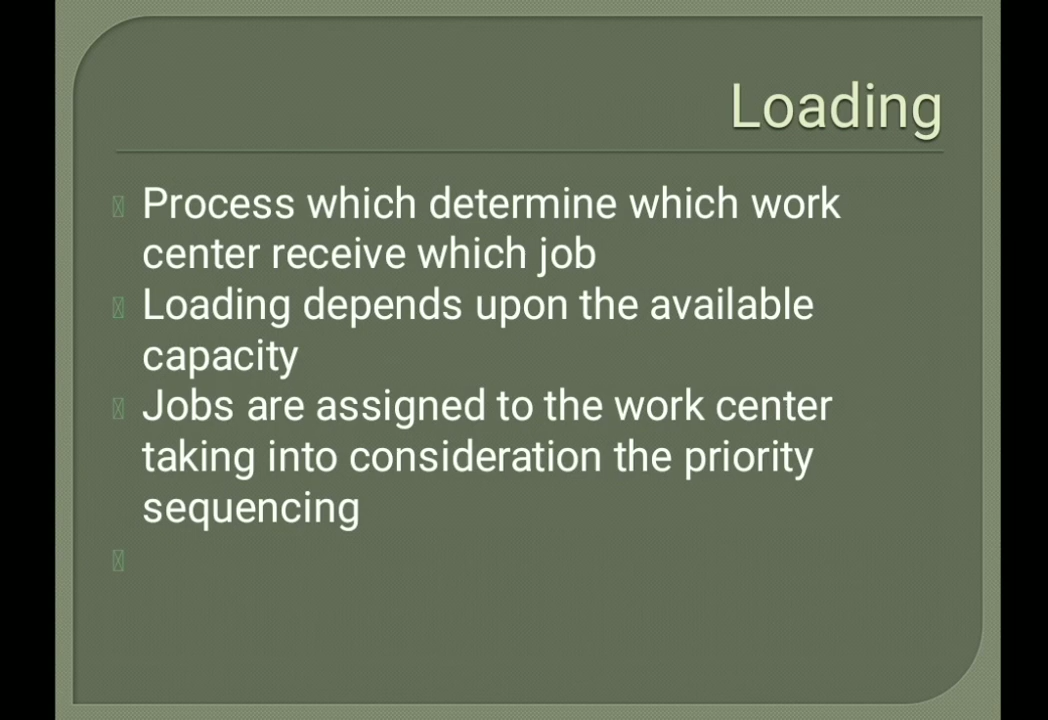 Loading
Process which determine which work
center receive which job
Loading depends upon the available
capacity
Jobs are assigned to the work center
taking into consideration the priority
sequencing